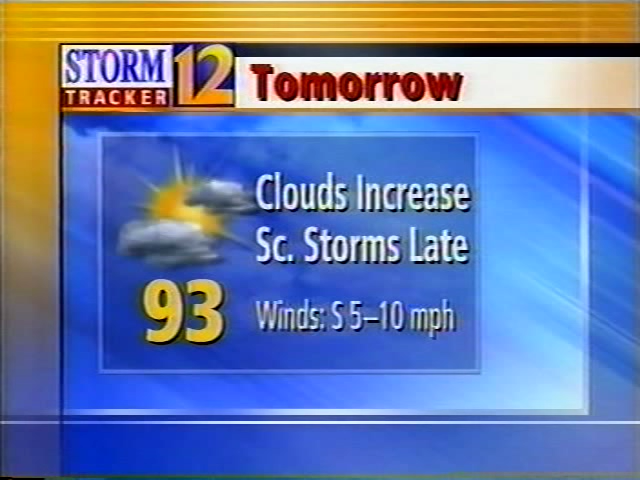 STORM
TRACKER
12
Tomorrow
Clouds Increase
Sc. Storms Late
93
Winds: S 5–10 mph